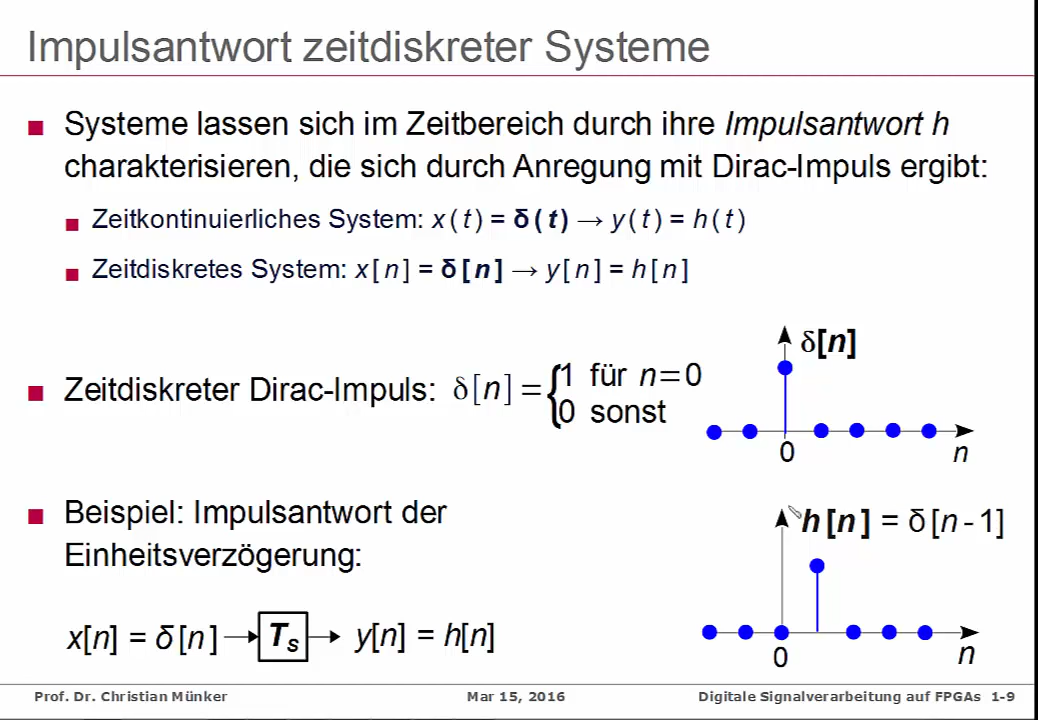 Impulsantwort zeitdiskreter Systeme
Systeme lassen sich im Zeitbereich durch ihre Impulsantwort h
charakterisieren, die sich durch Anregung mit Dirac-Impuls ergibt:
Zeitkontinuierliches System: x(t) = δ(t) → y(t) = h(t)
Zeitdiskretes System: x[n] = δ[n] → y[n] = h[n]
Zeitdiskreter Dirac-Impuls: δ[n] = {1 für n=0
0 sonst
δ[n]
0
n
Beispiel: Impulsantwort der
Einheitsverzögerung:
x[n] = δ[n] → Ts → y[n] = h[n]
h[n] = δ[n-1]
0
n
Prof. Dr. Christian Münker Mar 15, 2016 Digitale Signalverarbeitung auf FPGAs 1-9